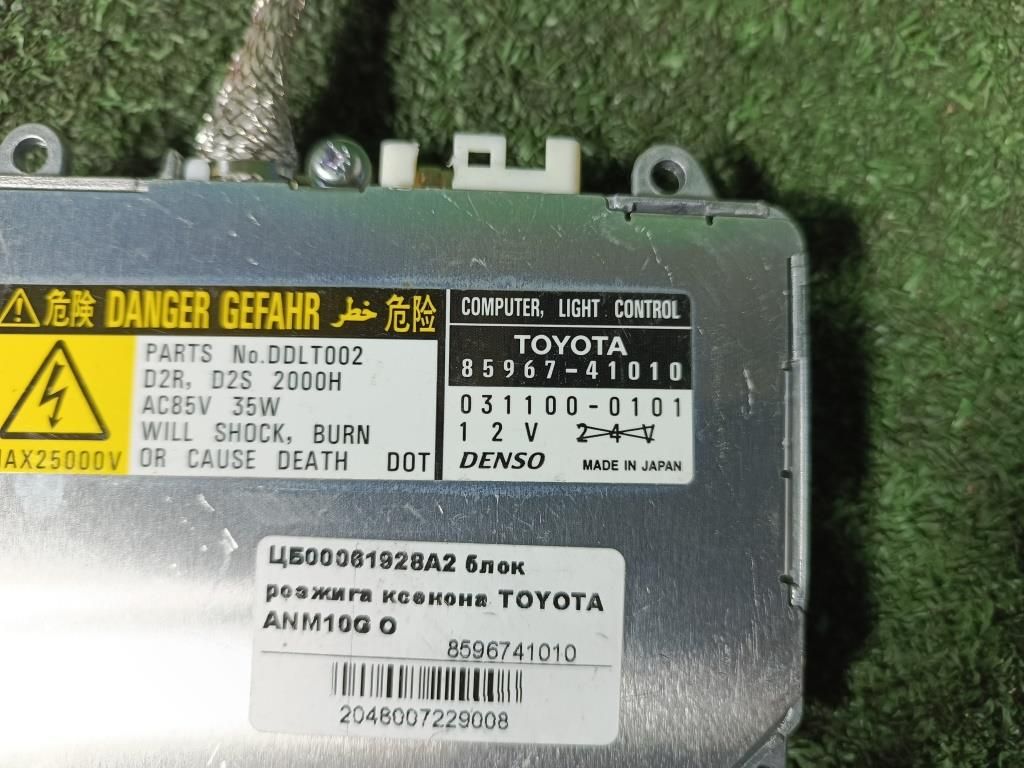 危険 DANGER GEFAHR خطر 危险
PARTS No.DDLT002
D2R, D2S 2000H
AC85V 35W
WILL SHOCK, BURN
OR CAUSE DEATH DOT
MAX25000V
COMPUTER, LIGHT CONTROL
TOYOTA
85967-41010
031100-0101
12V 24V
DENSO MADE IN JAPAN
ЦБ00061928А2 блок
розжига ксенона TOYOTA
ANM10G O
8596741010
2048007229008